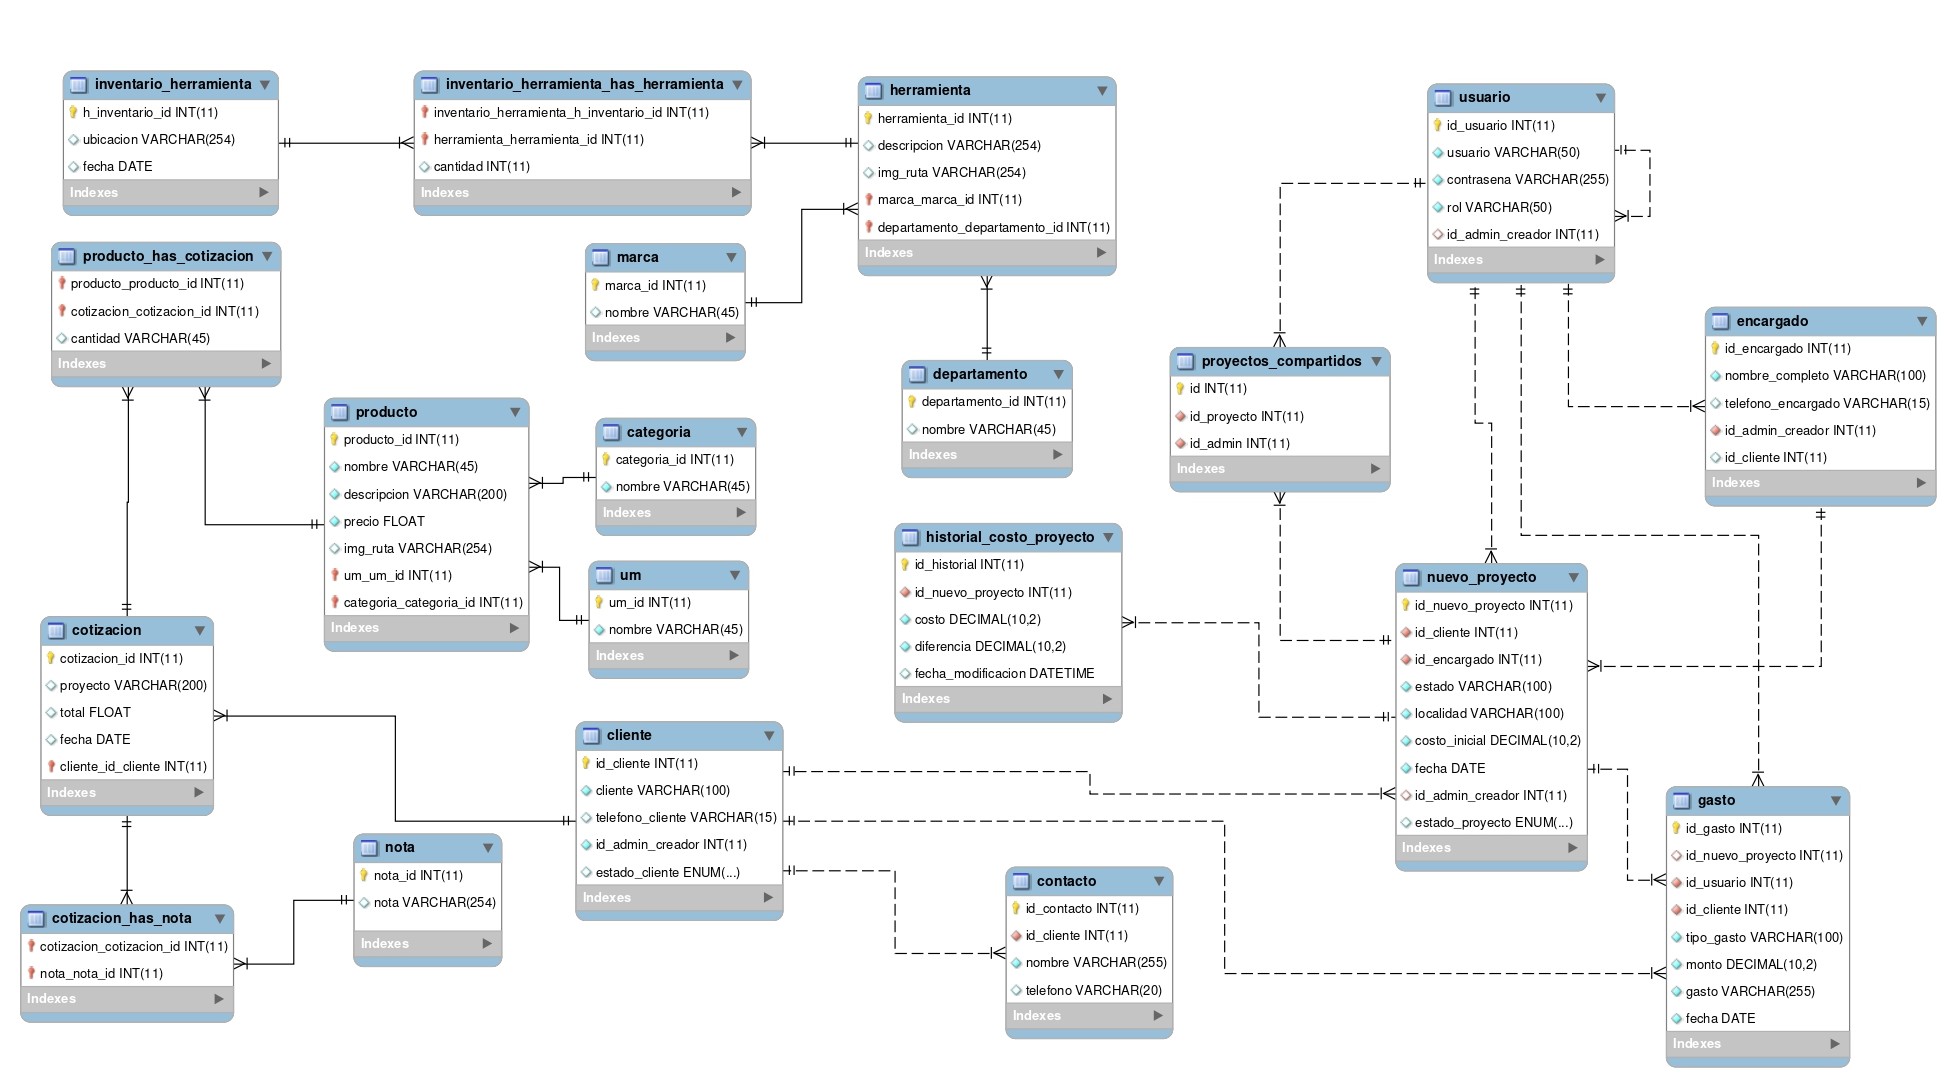 inventario_herramienta
h_inventario_id INT(11)
ubicacion VARCHAR(254)
fecha DATE
Indexes
inventario_herramienta_has_herramienta
inventario_herramienta_h_inventario_id INT(11)
herramienta_herramienta_id INT(11)
cantidad INT(11)
Indexes
herramienta
herramienta_id INT(11)
descripcion VARCHAR(254)
img_ruta VARCHAR(254)
marca_marca_id INT(11)
departamento_departamento_id INT(11)
Indexes
usuario
id_usuario INT(11)
usuario VARCHAR(50)
contrasena VARCHAR(255)
rol VARCHAR(50)
id_admin_creador INT(11)
Indexes
producto_has_cotizacion
producto_producto_id INT(11)
cotizacion_cotizacion_id INT(11)
cantidad VARCHAR(45)
Indexes
marca
marca_id INT(11)
nombre VARCHAR(45)
Indexes
encargado
id_encargado INT(11)
nombre_completo VARCHAR(100)
telefono_encargado VARCHAR(15)
id_admin_creador INT(11)
id_cliente INT(11)
Indexes
proyectos_compartidos
id INT(11)
id_proyecto INT(11)
id_admin INT(11)
Indexes
departamento
departamento_id INT(11)
nombre VARCHAR(45)
Indexes
producto
producto_id INT(11)
nombre VARCHAR(45)
descripcion VARCHAR(200)
precio FLOAT
img_ruta VARCHAR(254)
um_um_id INT(11)
categoria_categoria_id INT(11)
Indexes
categoria
categoria_id INT(11)
nombre VARCHAR(45)
Indexes
um
um_id INT(11)
nombre VARCHAR(45)
Indexes
historial_costo_proyecto
id_historial INT(11)
id_nuevo_proyecto INT(11)
costo DECIMAL(10,2)
diferencia DECIMAL(10,2)
fecha_modificacion DATETIME
Indexes
nuevo_proyecto
id_nuevo_proyecto INT(11)
id_cliente INT(11)
id_encargado INT(11)
estado VARCHAR(100)
localidad VARCHAR(100)
costo_inicial DECIMAL(10,2)
fecha DATE
id_admin_creador INT(11)
estado_proyecto ENUM(...)
Indexes
cotizacion
cotizacion_id INT(11)
proyecto VARCHAR(200)
total FLOAT
fecha DATE
cliente_id_cliente INT(11)
Indexes
cliente
id_cliente INT(11)
cliente VARCHAR(100)
telefono_cliente VARCHAR(15)
id_admin_creador INT(11)
estado_cliente ENUM(...)
Indexes
gasto
id_gasto INT(11)
id_nuevo_proyecto INT(11)
id_usuario INT(11)
id_cliente INT(11)
tipo_gasto VARCHAR(100)
monto DECIMAL(10,2)
gasto VARCHAR(255)
fecha DATE
Indexes
nota
nota_id INT(11)
nota VARCHAR(254)
Indexes
contacto
id_contacto INT(11)
id_cliente INT(11)
nombre VARCHAR(255)
telefono VARCHAR(20)
Indexes
cotizacion_has_nota
cotizacion_cotizacion_id INT(11)
nota_nota_id INT(11)
Indexes